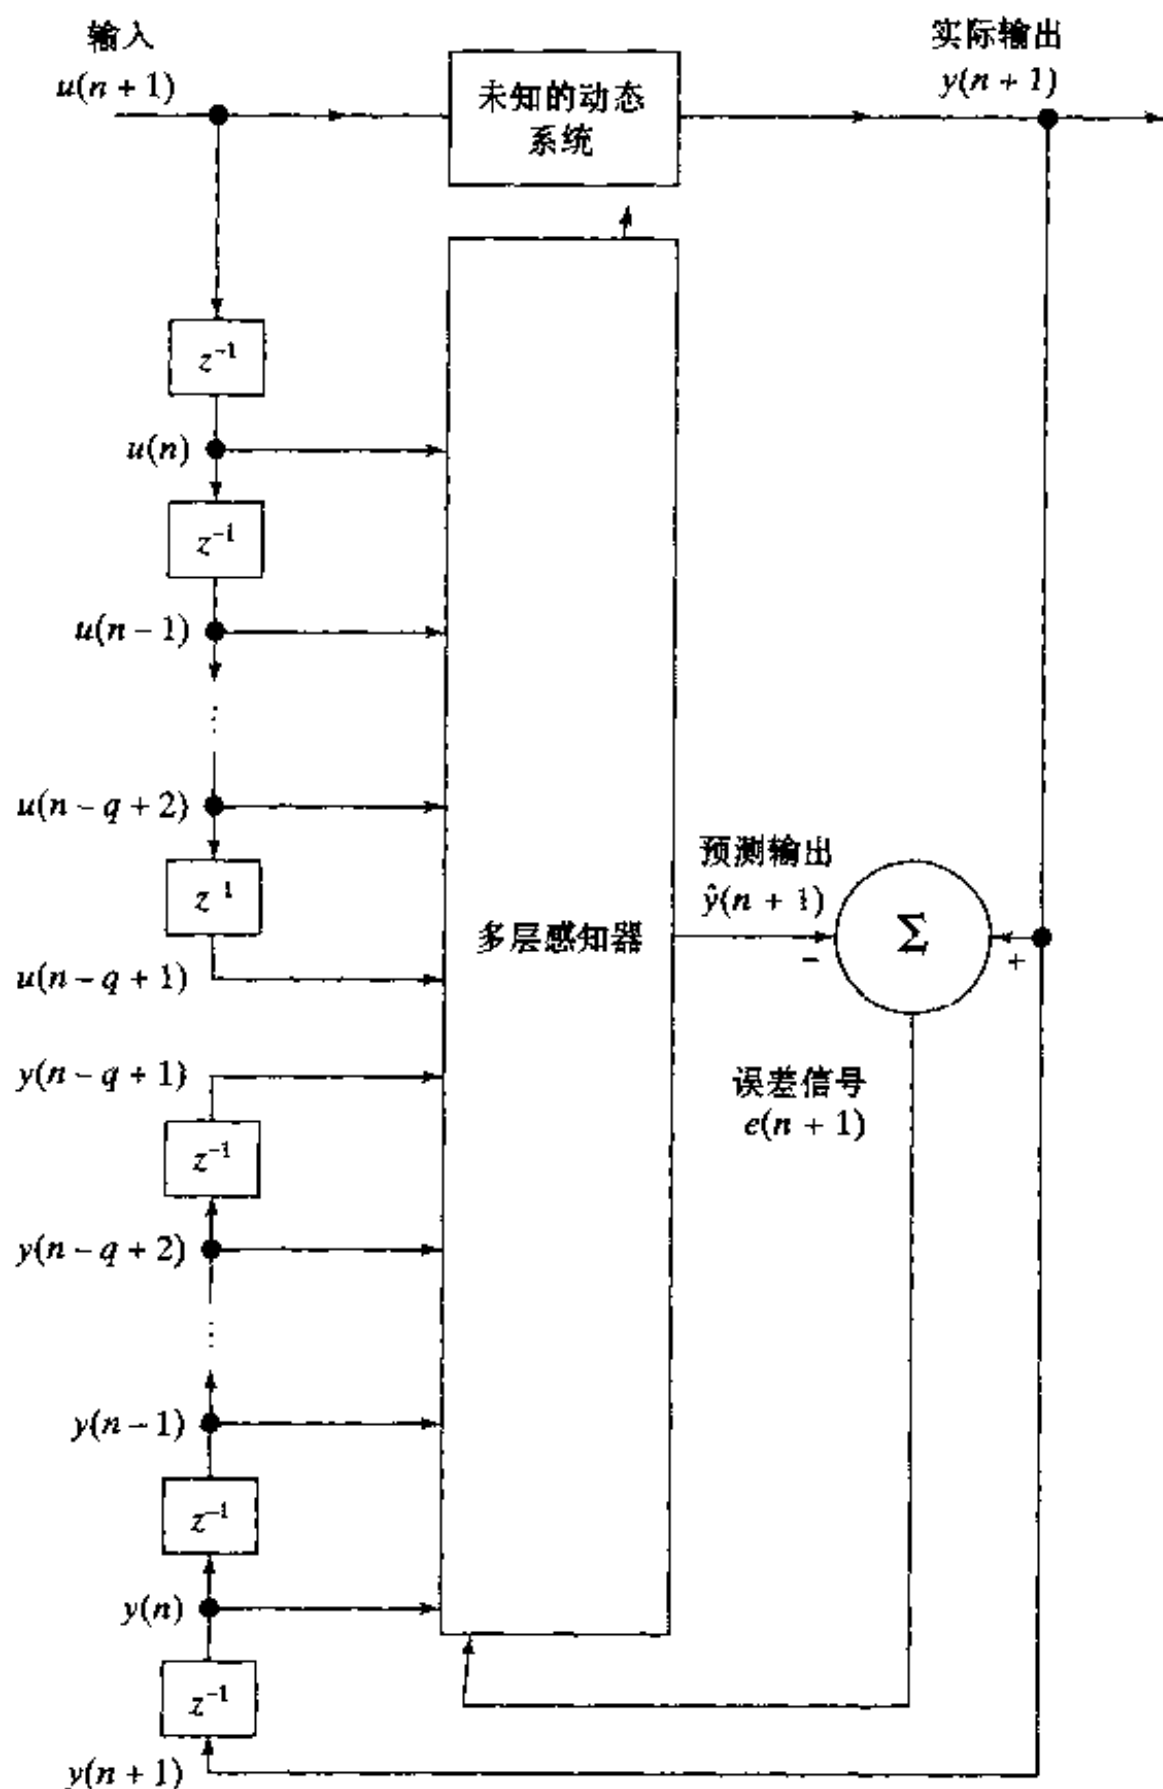 输入
u(n + 1)
实际输出
y(n + 1)
未知的动态
系统
z⁻¹
u(n)
z⁻¹
u(n − 1)
⋮
u(n − q + 2)
z⁻¹
u(n − q + 1)
多层感知器
预测输出
ŷ(n + 1)
Σ
−
+
误差信号
e(n + 1)
y(n − q + 1)
z⁻¹
y(n − q + 2)
⋮
y(n − 1)
z⁻¹
y(n)
z⁻¹
y(n + 1)